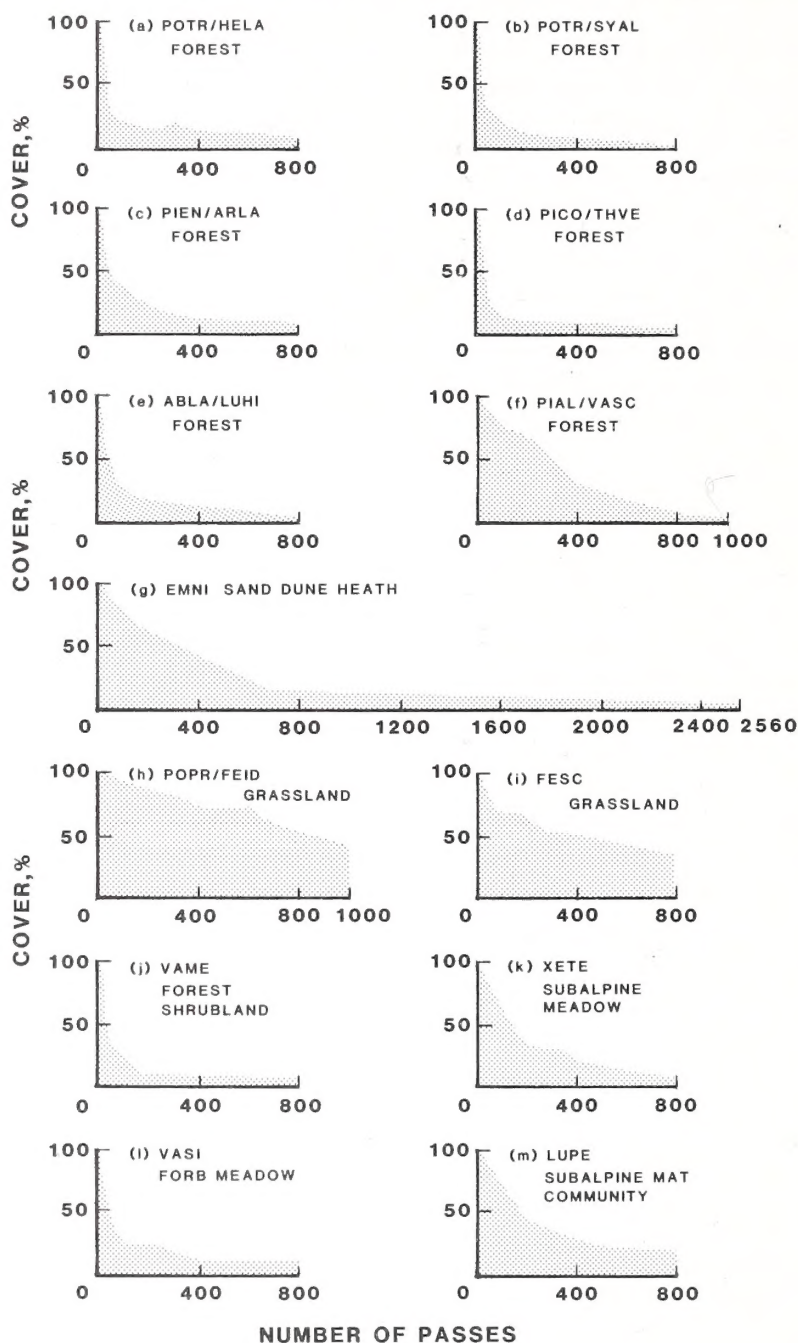 100 (a) POTR/HELA
FOREST
50
0 400 800
100 (b) POTR/SYAL
FOREST
50
0 400 800
COVER,%
100 (c) PIEN/ARLA
FOREST
50
0 400 800
100 (d) PICO/THVE
FOREST
50
0 400 800
100 (e) ABLA/LUHI
FOREST
50
0 400 800
100 (f) PIAL/VASC
FOREST
50
0 400 800 1000
COVER,%
100 (g) EMNI SAND DUNE HEATH
50
0 400 800 1200 1600 2000 2400 2560
100 (h) POPR/FEID
GRASSLAND
50
0 400 800 1000
100 (i) FESC
GRASSLAND
50
0 400 800
COVER,%
100 (j) VAME
FOREST
SHRUBLAND
50
0 400 800
100 (k) XETE
SUBALPINE
MEADOW
50
0 400 800
100 (l) VASI
FORB MEADOW
50
0 400 800
100 (m) LUPE
SUBALPINE MAT
COMMUNITY
50
0 400 800
NUMBER OF PASSES